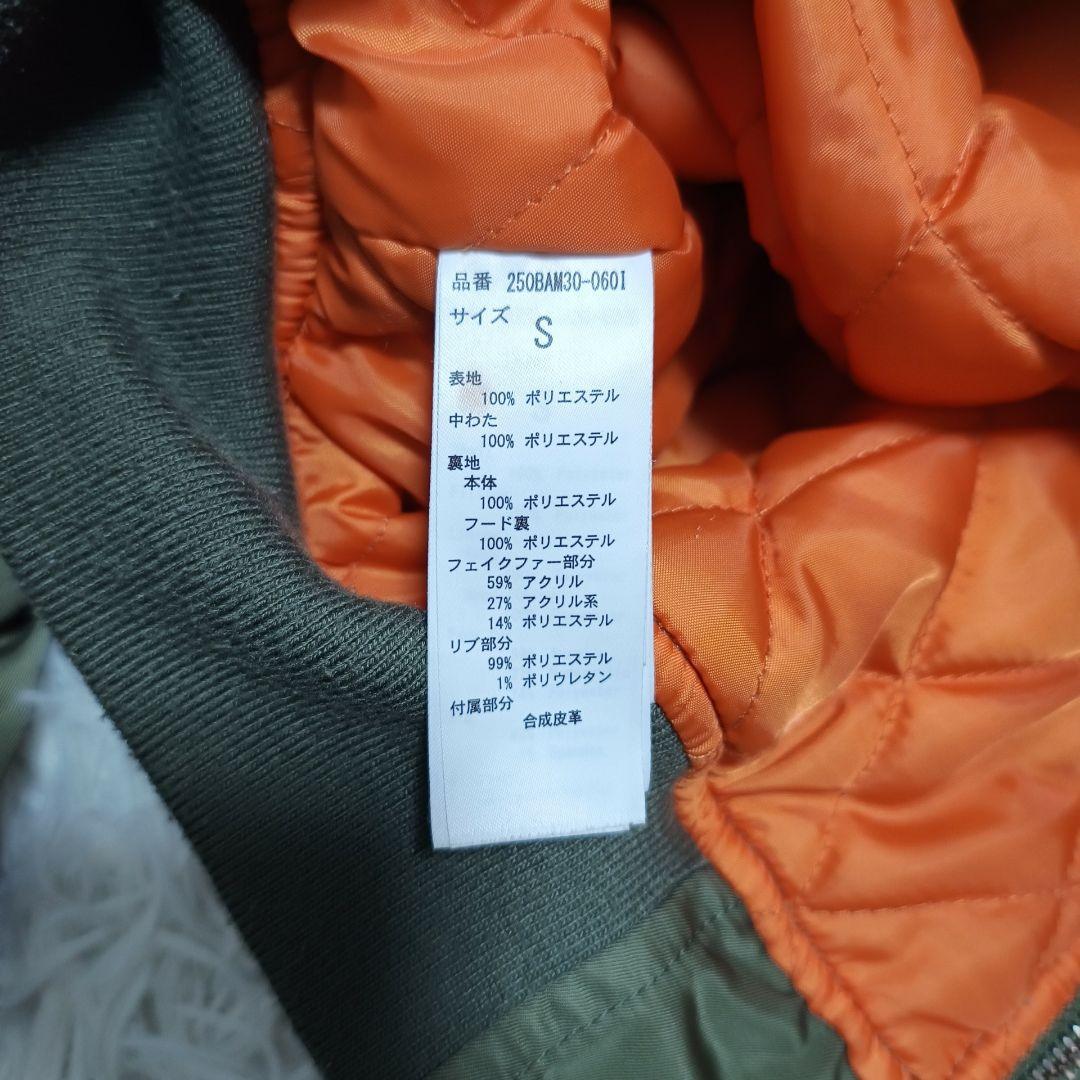 品番 250BAM30-060I
サイズ
S
表地
100% ポリエステル
中わた
100% ポリエステル
裏地
本体
100% ポリエステル
フード裏
100% ポリエステル
フェイクファー部分
59% アクリル
27% アクリル系
14% ポリエステル
リブ部分
99% ポリエステル
1% ポリウレタン
付属部分
合成皮革